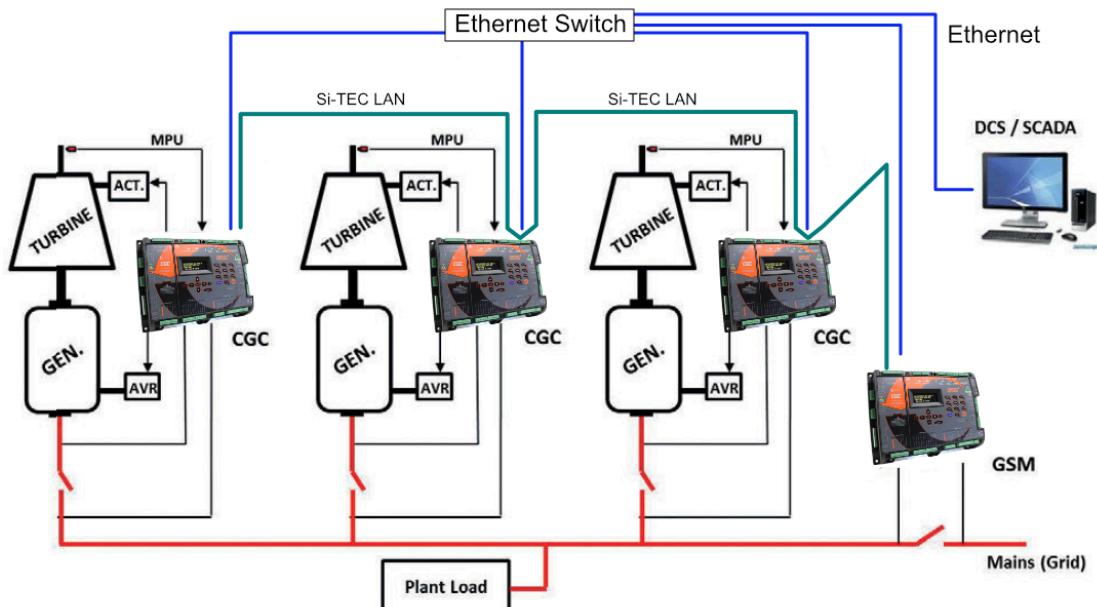 Ethernet Switch
Ethernet
Si-TEC LAN
Si-TEC LAN
DCS / SCADA
MPU
MPU
MPU
ACT.
ACT.
ACT.
TURBINE
TURBINE
TURBINE
CGC
CGC
CGC
GEN.
GEN.
GEN.
AVR
AVR
AVR
GSM
Mains (Grid)
Plant Load